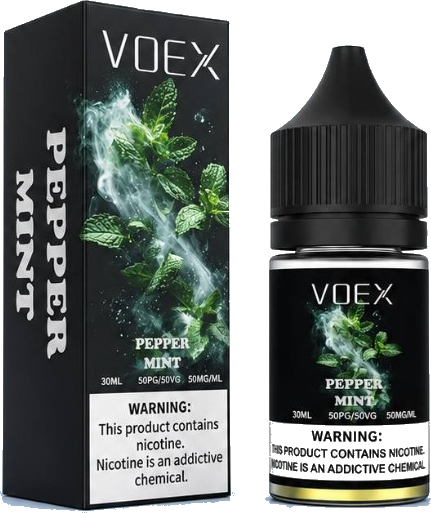 VOEX
PEPPER
MINT
PEPPER
MINT
30ML 50PG/50VG 50MG/ML
WARNING:
This product contains
nicotine.
Nicotine is an addictive
chemical.
VOEX
PEPPER
MINT
30ML 50PG/50VG 50MG/ML
WARNING:
THIS PRODUCT CONTAINS NICOTINE.
NICOTINE IS AN ADDICTIVE CHEMICAL